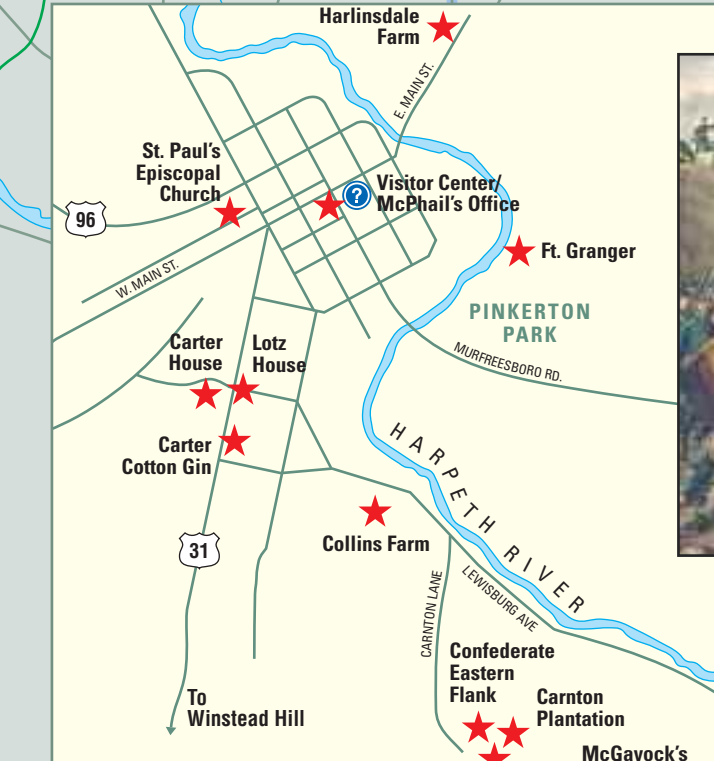 Harlinsdale
Farm
E. MAIN ST.
St. Paul's
Episcopal
Church
?
Visitor Center/
McPhail's Office
96
W. MAIN ST.
Ft. Granger
PINKERTON
PARK
MURFREESBORO RD.
Carter
House
Lotz
House
Carter
Cotton Gin
HARPETH RIVER
31
Collins Farm
CARNTON LANE
LEWISBURG AVE
Confederate
Eastern
Flank
Carnton
Plantation
To
Winstead Hill
McGavock's